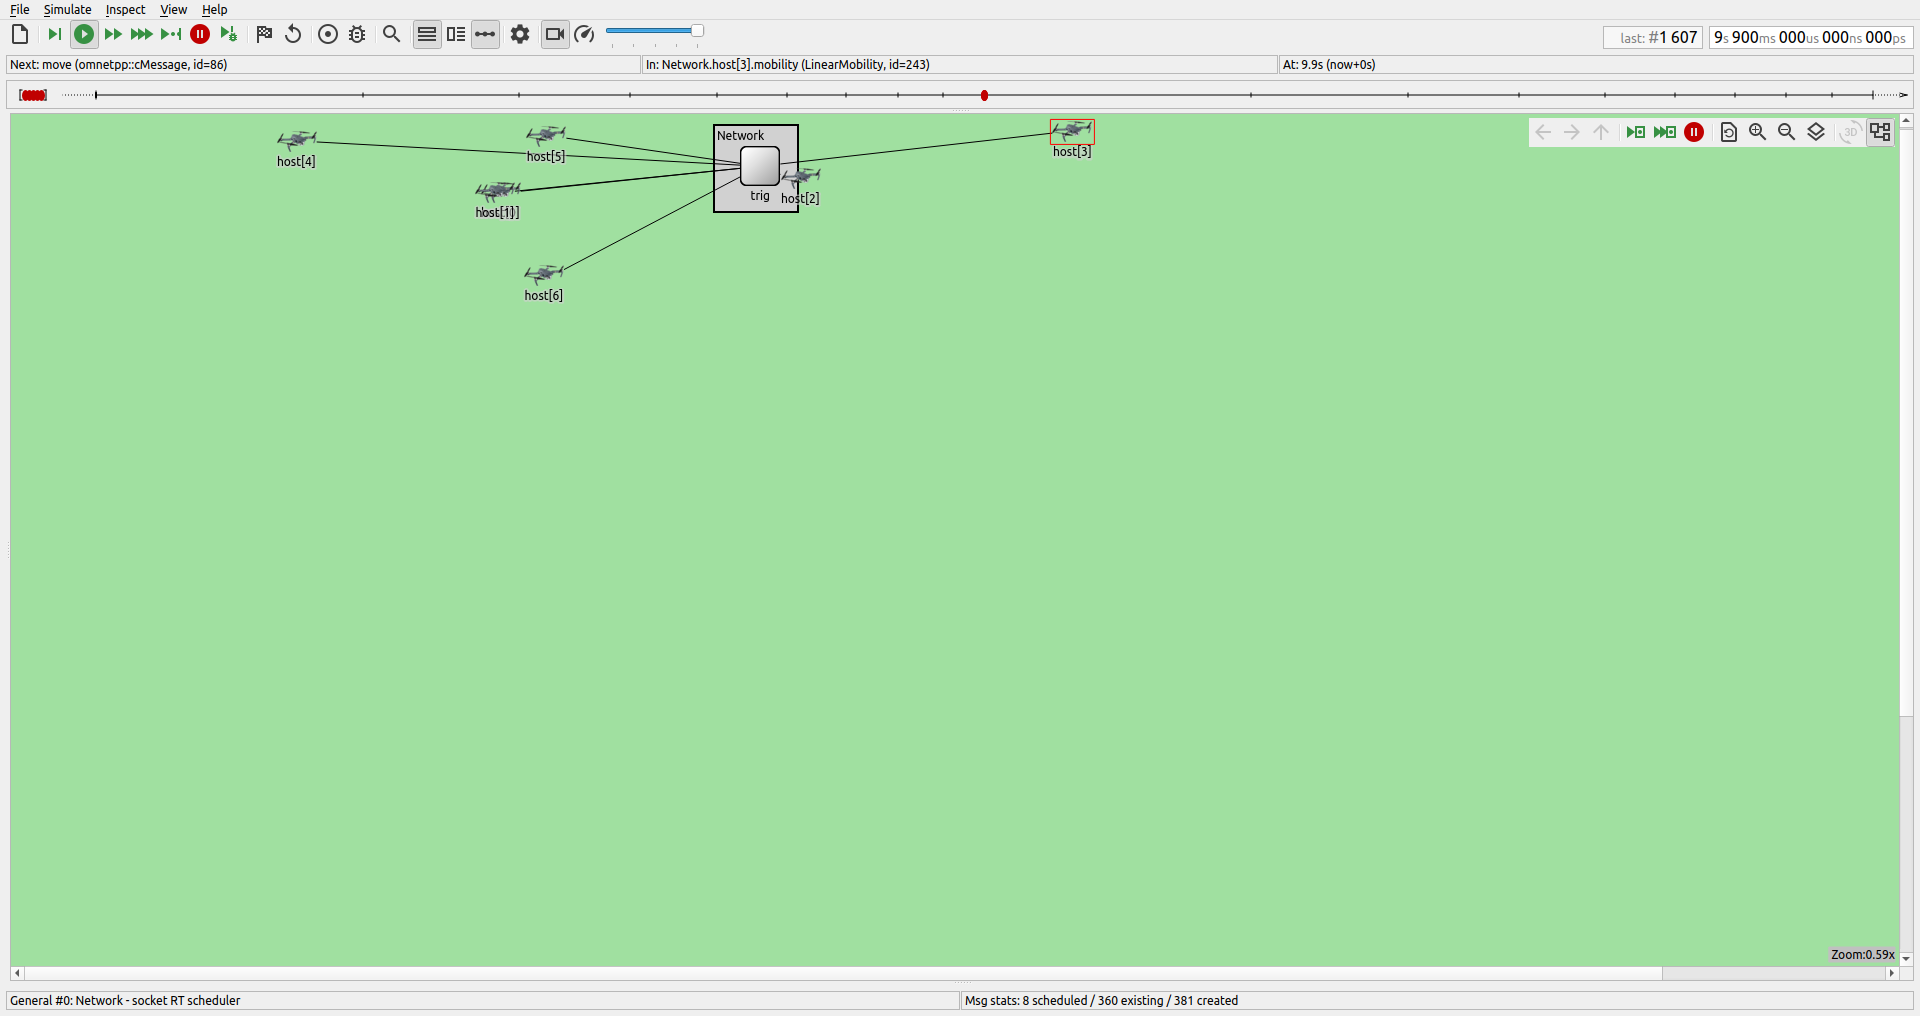 File Simulate Inspect View Help
last: #1 607 9s 900ms 000us 000ns 000ps
Next: move (omnetpp::cMessage, id=86) In: Network.host[3].mobility (LinearMobility, id=243) At: 9.9s (now+0s)
Network
3D
host[4]
host[5]
host[3]
trig
host[2]
host[1]
host[6]
Zoom:0.59x
General #0: Network - socket RT scheduler Msg stats: 8 scheduled / 360 existing / 381 created